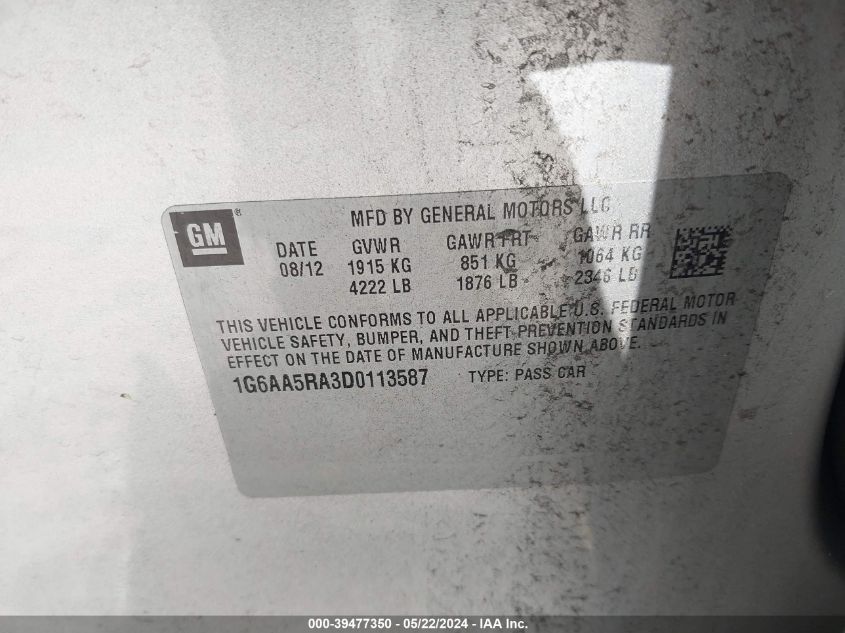 GM®
MFD BY GENERAL MOTORS LLC
DATE GVWR GAWR FRT GAWR RR
08/12 1915 KG 851 KG 1064 KG
4222 LB 1876 LB 2346 LB
THIS VEHICLE CONFORMS TO ALL APPLICABLE U.S. FEDERAL MOTOR
VEHICLE SAFETY, BUMPER, AND THEFT PREVENTION STANDARDS IN
EFFECT ON THE DATE OF MANUFACTURE SHOWN ABOVE.
1G6AA5RA3D0113587 TYPE: PASS CAR
000-39477350 - 05/22/2024 - IAA Inc.